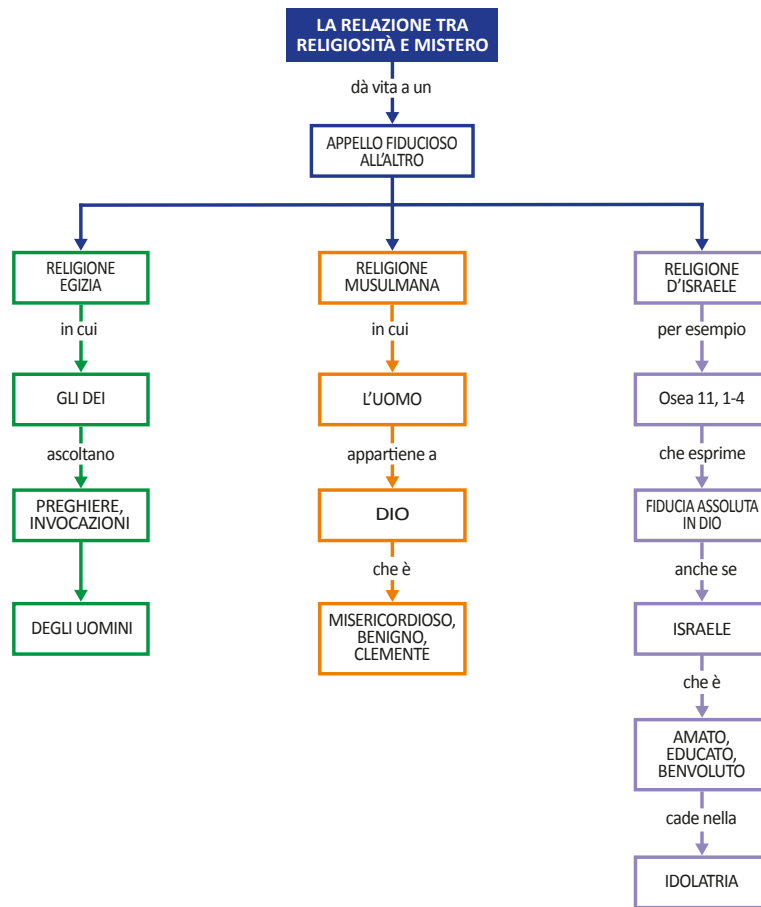 LA RELAZIONE TRA
RELIGIOSITÀ E MISTERO
dà vita a un
APPELLO FIDUCIOSO
ALL'ALTRO
RELIGIONE
EGIZIA
in cui
GLI DEI
ascoltano
PREGHIERE,
INVOCAZIONI
DEGLI UOMINI
RELIGIONE
MUSULMANA
in cui
L'UOMO
appartiene a
DIO
che è
MISERICORDIOSO,
BENIGNO,
CLEMENTE
RELIGIONE
D'ISRAELE
per esempio
Osea 11, 1-4
che esprime
FIDUCIA ASSOLUTA
IN DIO
anche se
ISRAELE
che è
AMATO,
EDUCATO,
BENVOLUTO
cade nella
IDOLATRIA